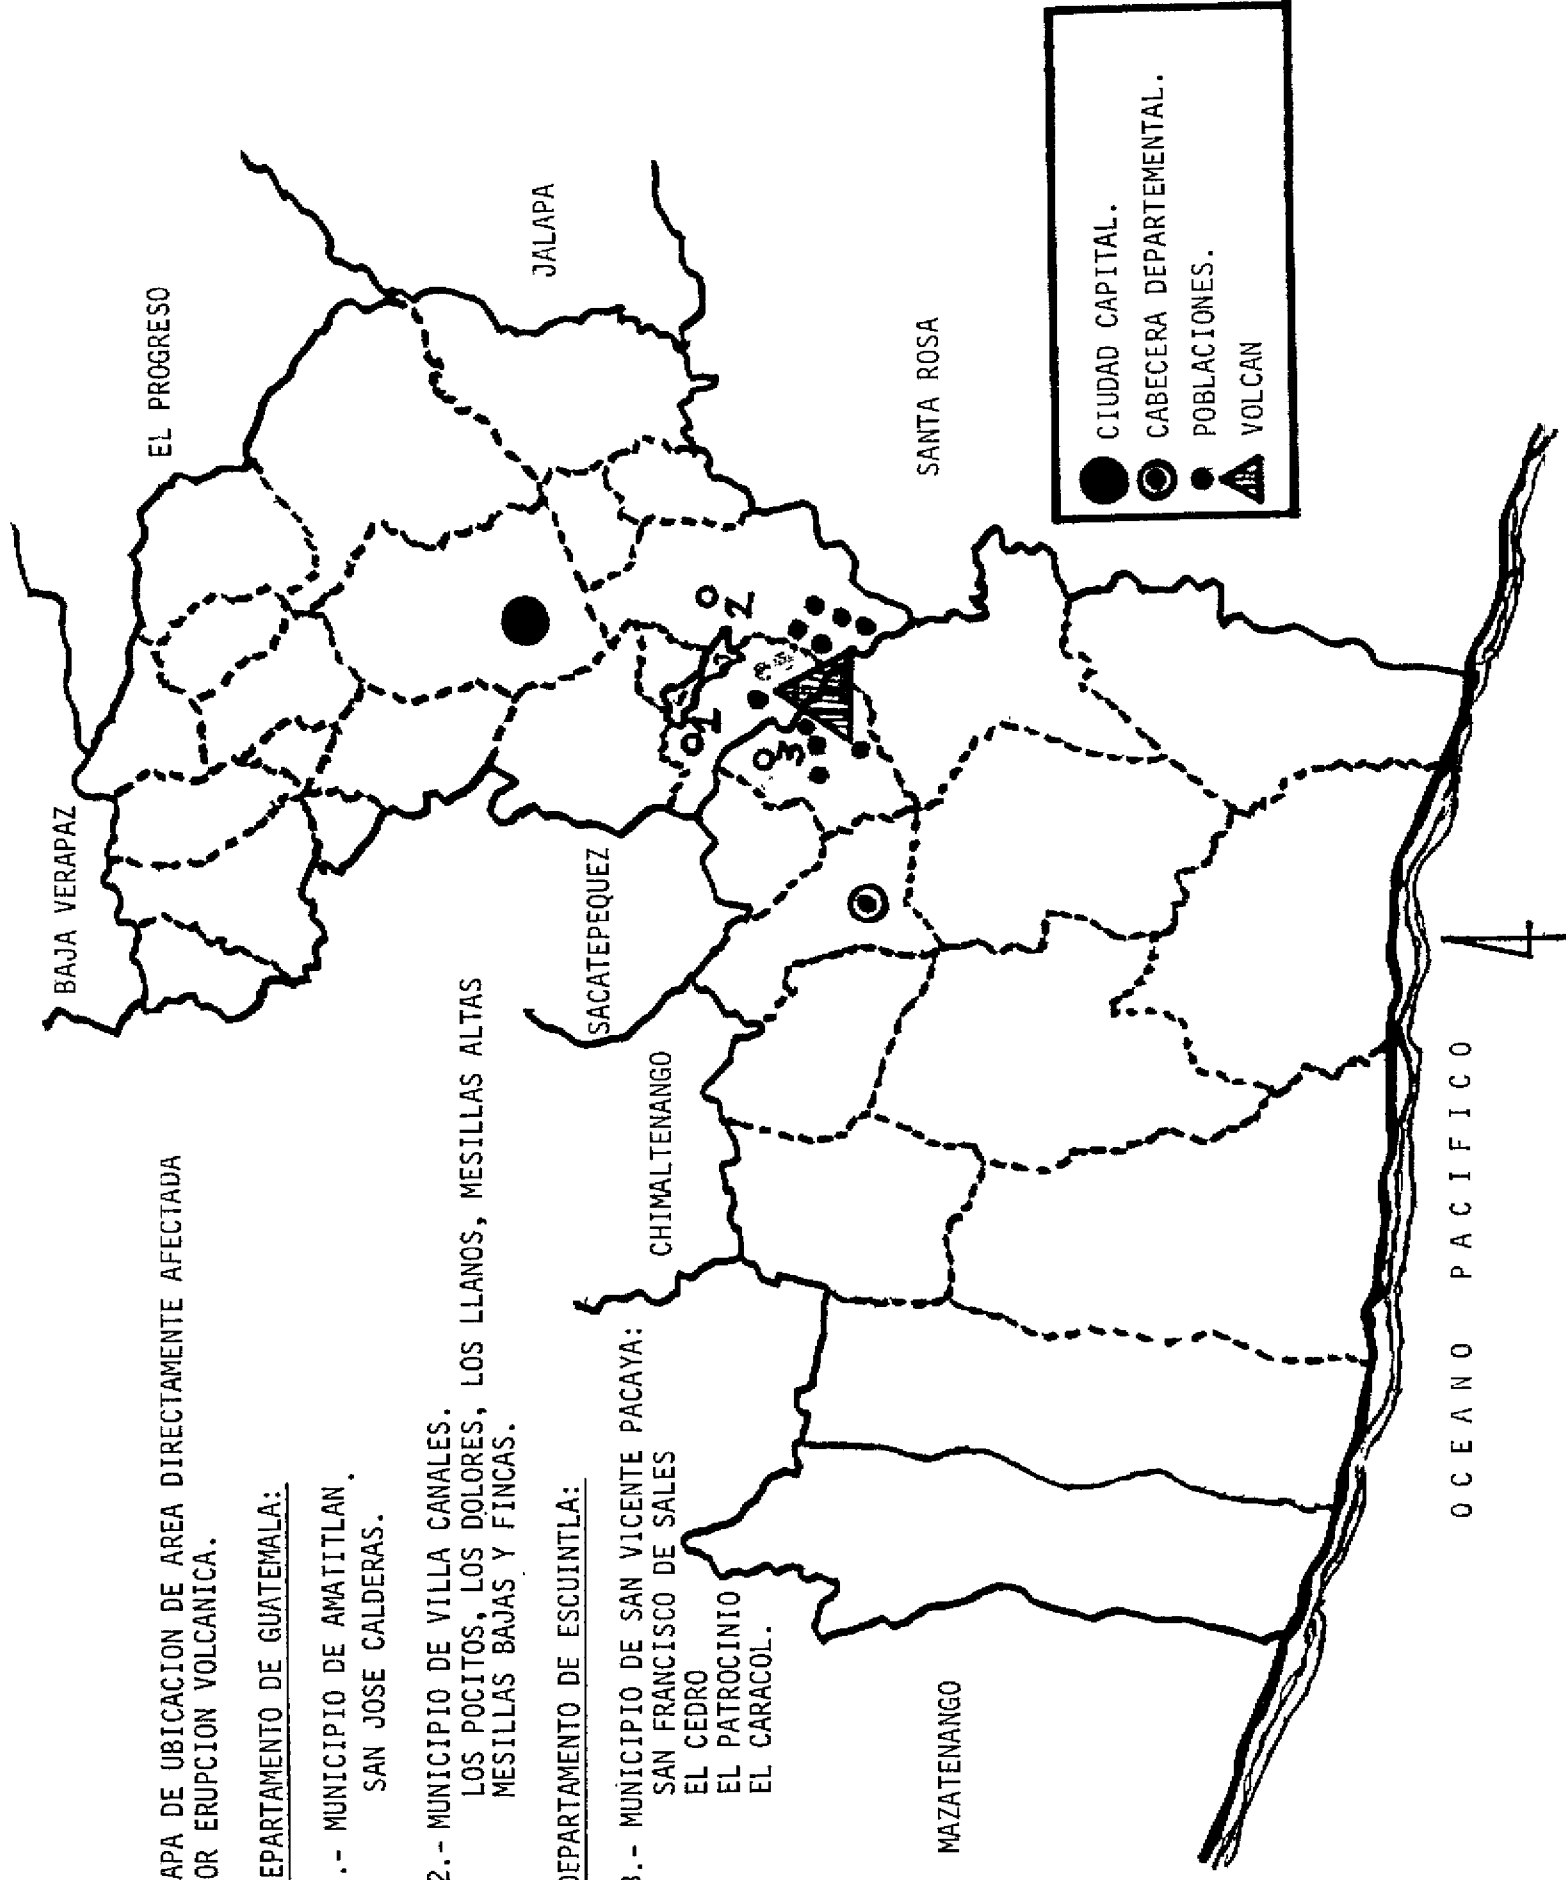 APA DE UBICACION DE AREA DIRECTAMENTE AFECTADA
OR ERUPCION VOLCANICA.
EPARTAMENTO DE GUATEMALA:
.- MUNICIPIO DE AMATITLAN.
SAN JOSE CALDERAS.
2.- MUNICIPIO DE VILLA CANALES.
LOS POCITOS, LOS DOLORES, LOS LLANOS, MESILLAS ALTAS
MESILLAS BAJAS Y FINCAS.
DEPARTAMENTO DE ESCUINTLA:
3.- MUNICIPIO DE SAN VICENTE PACAYA:
SAN FRANCISCO DE SALES
EL CEDRO
EL PATROCINIO
EL CARACOL.
BAJA VERAPAZ
EL PROGRESO
JALAPA
SACATEPEQUEZ
CHIMALTENANGO
SANTA ROSA
MAZATENANGO
1
2
3
OCEANO PACIFICO
CIUDAD CAPITAL.
CABECERA DEPARTEMENTAL.
POBLACIONES.
VOLCAN